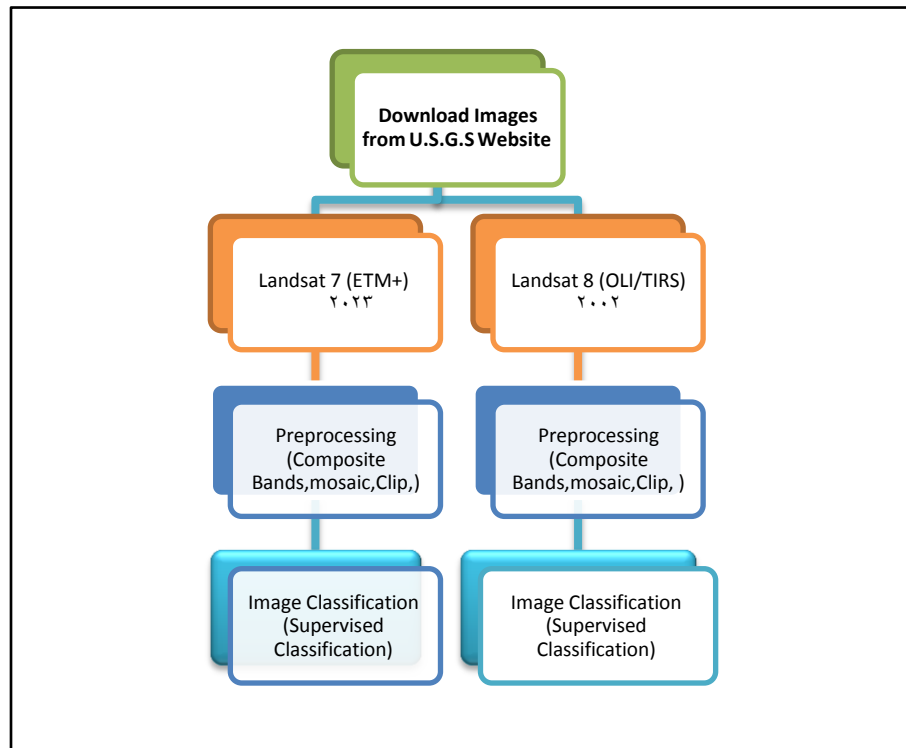 Download Images
from U.S.G.S Website
Landsat 7 (ETM+)
٢٠٢٣
Landsat 8 (OLI/TIRS)
٢٠٠٢
Preprocessing
(Composite
Bands,mosaic,Clip,)
Preprocessing
(Composite
Bands,mosaic,Clip, )
Image Classification
(Supervised
Classification)
Image Classification
(Supervised
Classification)